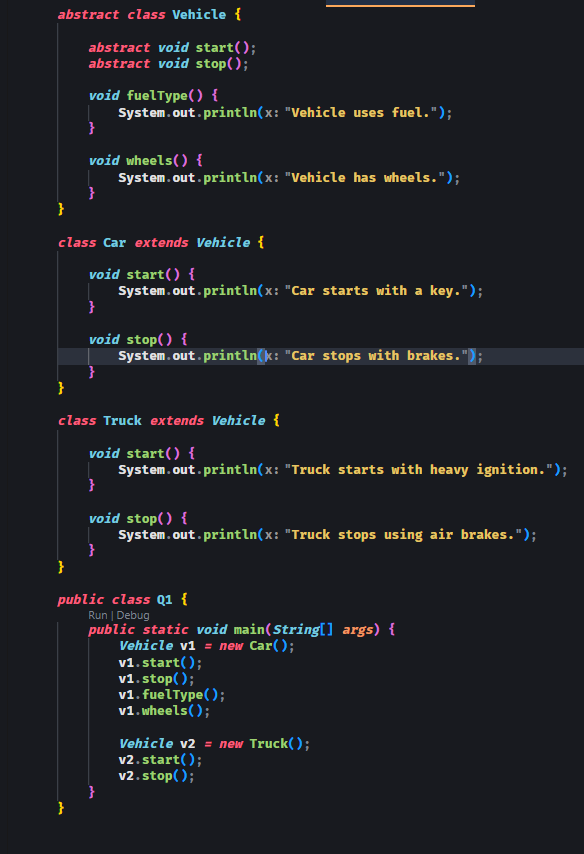 abstract class Vehicle {
abstract void start();
abstract void stop();
void fuelType() {
System.out.println(x: "Vehicle uses fuel.");
}
void wheels() {
System.out.println(x: "Vehicle has wheels.");
}
}
class Car extends Vehicle {
void start() {
System.out.println(x: "Car starts with a key.");
}
void stop() {
System.out.println(x: "Car stops with brakes.");
}
}
class Truck extends Vehicle {
void start() {
System.out.println(x: "Truck starts with heavy ignition.");
}
void stop() {
System.out.println(x: "Truck stops using air brakes.");
}
}
public class Q1 {
Run | Debug
public static void main(String[] args) {
Vehicle v1 = new Car();
v1.start();
v1.stop();
v1.fuelType();
v1.wheels();
Vehicle v2 = new Truck();
v2.start();
v2.stop();
}
}